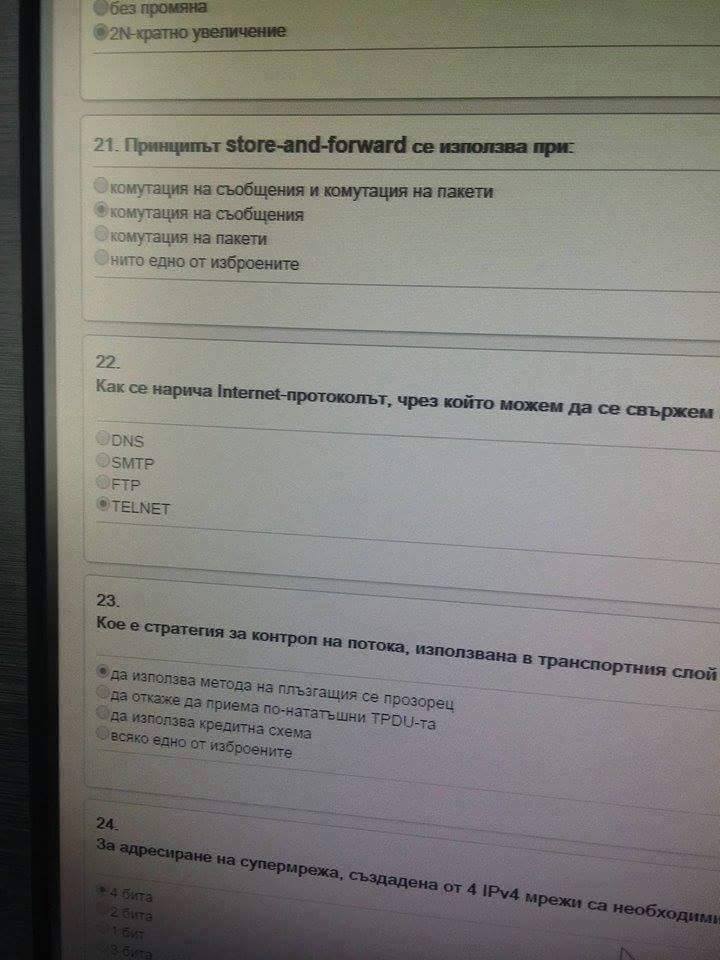 без промяна
2N-кратно увеличение
21. Принципът store-and-forward се използва при:
комутация на съобщения и комутация на пакети
комутация на съобщения
комутация на пакети
нито едно от изброените
22.
Как се нарича Internet-протоколът, чрез който можем да се свържем
DNS
SMTP
FTP
TELNET
23.
Кое е стратегия за контрол на потока, използвана в транспортния слой
да използва метода на плъзгащия се прозорец
да откаже да приема по-нататъшни TPDU-та
да използва кредитна схема
всяко едно от изброените
24.
За адресиране на супермрежа, създадена от 4 IPv4 мрежи са необходими
4 бита
2 бита
1 бит
3 бита